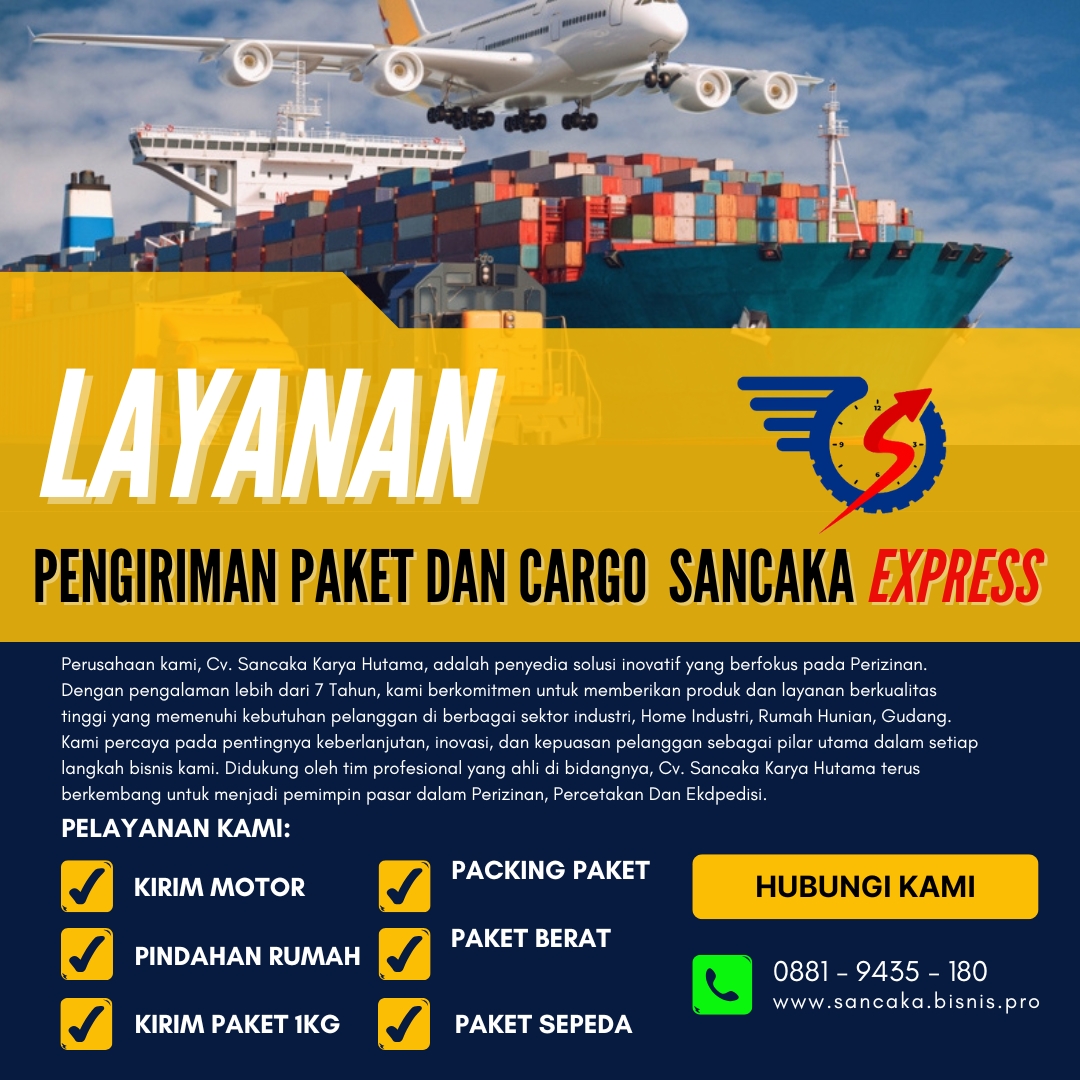 LAYANAN
12
3
6
9
PENGIRIMAN PAKET DAN CARGO SANCAKA EXPRESS
Perusahaan kami, Cv. Sancaka Karya Hutama, adalah penyedia solusi inovatif yang berfokus pada Perizinan.
Dengan pengalaman lebih dari 7 Tahun, kami berkomitmen untuk memberikan produk dan layanan berkualitas
tinggi yang memenuhi kebutuhan pelanggan di berbagai sektor industri, Home Industri, Rumah Hunian, Gudang.
Kami percaya pada pentingnya keberlanjutan, inovasi, dan kepuasan pelanggan sebagai pilar utama dalam setiap
langkah bisnis kami. Didukung oleh tim profesional yang ahli di bidangnya, Cv. Sancaka Karya Hutama terus
berkembang untuk menjadi pemimpin pasar dalam Perizinan, Percetakan Dan Ekdpedisi.
PELAYANAN KAMI:
KIRIM MOTOR
PINDAHAN RUMAH
KIRIM PAKET 1KG
PACKING PAKET
PAKET BERAT
PAKET SEPEDA
HUBUNGI KAMI
0881 - 9435 - 180
www.sancaka.bisnis.pro